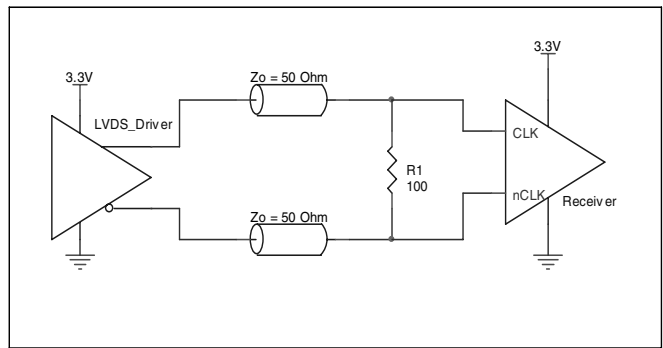 3.3V
Zo = 50 Ohm
3.3V
LVDS_Driver
CLK
R1
100
nCLK
Receiver
Zo = 50 Ohm